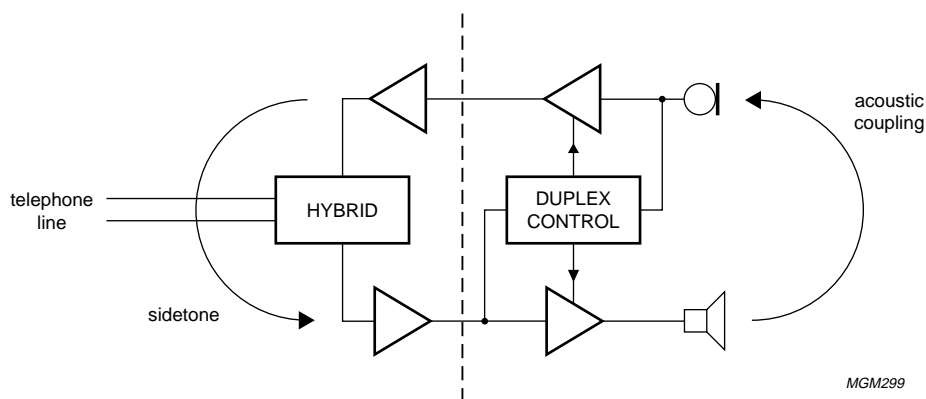 acoustic
coupling
telephone
line
HYBRID
DUPLEX
CONTROL
sidetone
MGM299